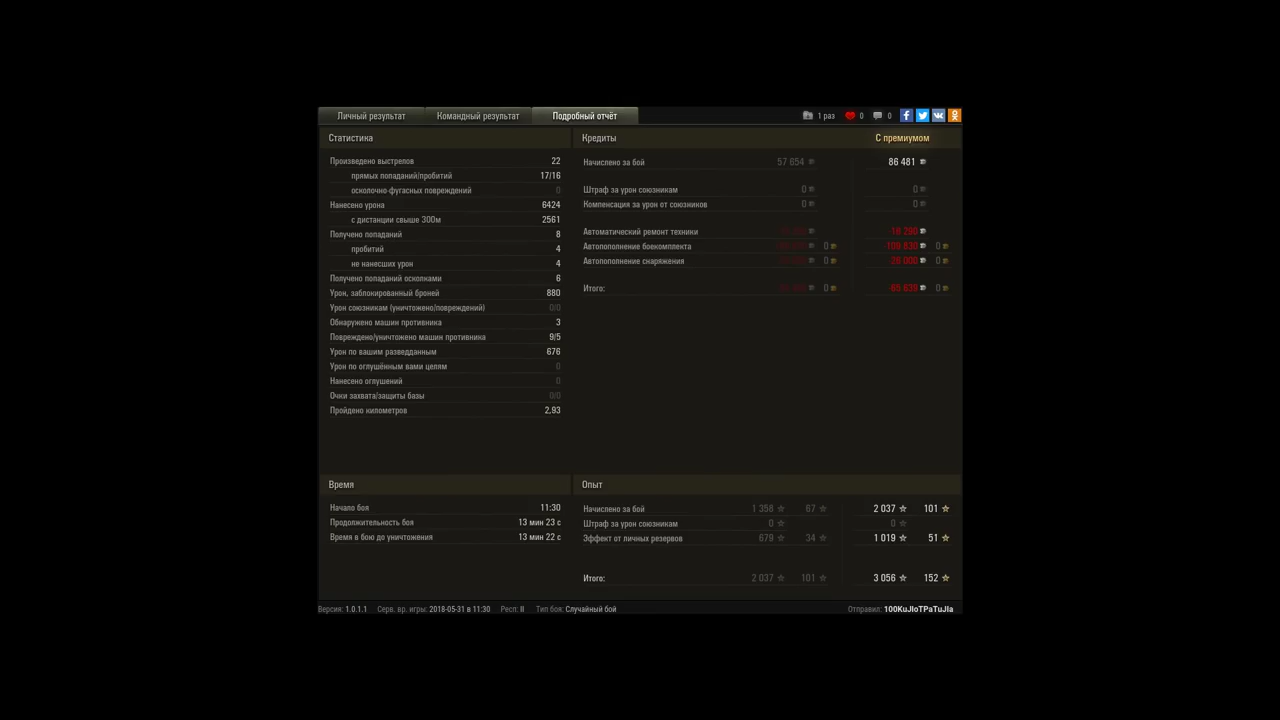 Личный результат Командный результат Подробный отчёт 1 раз 0 0
Статистика
Произведено выстрелов 22
прямых попаданий/пробитий 17/16
осколочно-фугасных повреждений 0
Нанесено урона 6424
с дистанции свыше 300м 2561
Получено попаданий 8
пробитий 4
не нанесших урон 4
Получено попаданий осколками 6
Урон, заблокированный броней 880
Урон союзникам (уничтожено/повреждений) 0/0
Обнаружено машин противника 3
Повреждено/уничтожено машин противника 9/5
Урон по вашим разведданным 676
Урон по оглушённым вами целям 0
Нанесено оглушений 0
Очки захвата/защиты базы 0/0
Пройдено километров 2,93
Кредиты С премиумом
Начислено за бой 57 654 86 481
Штраф за урон союзникам 0 0
Компенсация за урон от союзников 0 0
Автоматический ремонт техники -16 290
Автопополнение боекомплекта 0 -109 830 0
Автопополнение снаряжения 0 -26 000 0
Итого: 0 -65 639 0
Время
Начало боя 11:30
Продолжительность боя 13 мин 23 с
Время в бою до уничтожения 13 мин 22 с
Опыт
Начислено за бой 1 358 67 2 037 101
Штраф за урон союзникам 0 0
Эффект от личных резервов 679 34 1 019 51
Итого: 2 037 101 3 056 152
Версия: 1.0.1.1 Серв. вр. игры: 2018-05-31 в 11:30 Респ: II Тип боя: Случайный бой Отправил: 100KuJIoTPaTuJIa